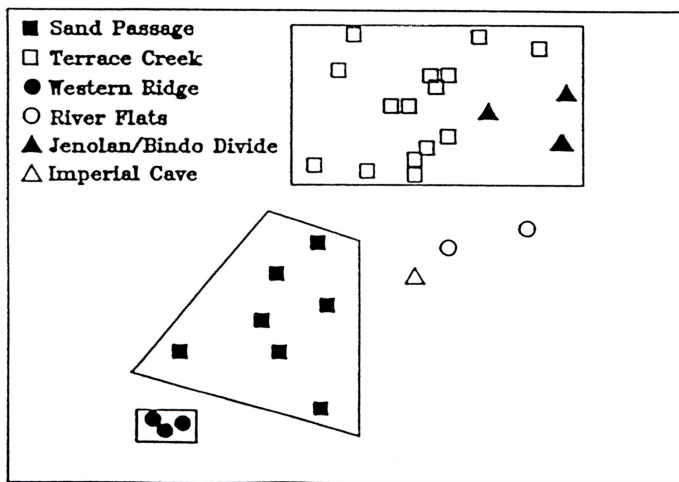 Sand Passage
Terrace Creek
Western Ridge
River Flats
Jenolan/Bindo Divide
Imperial Cave